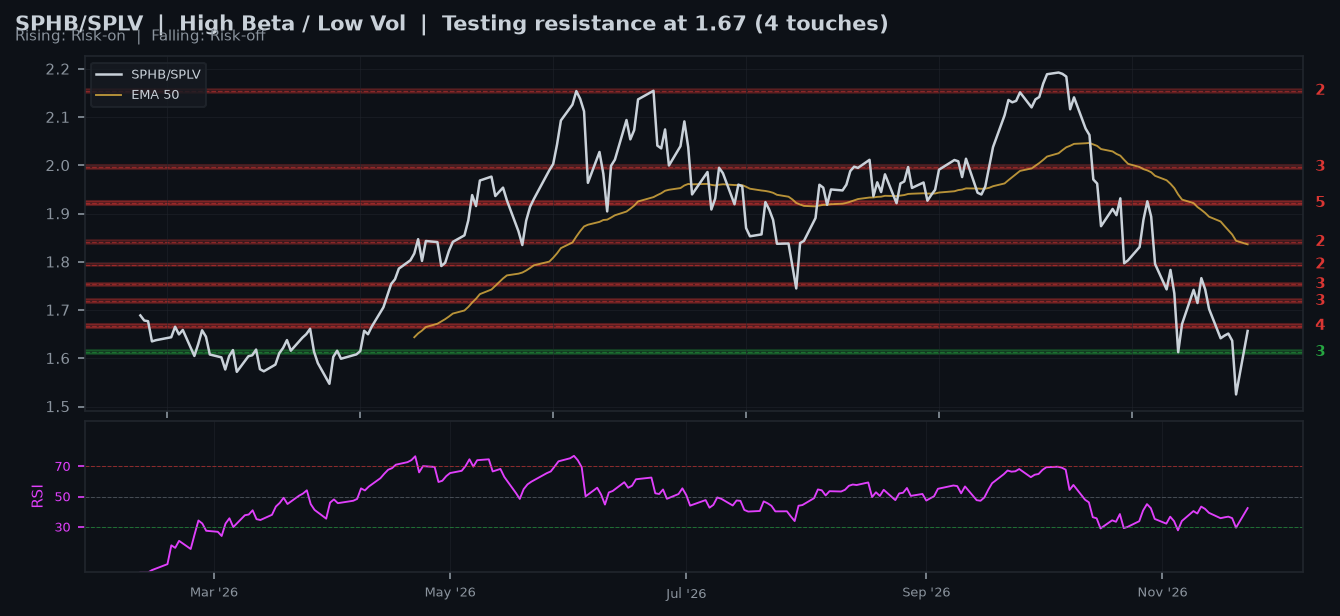 SPHB/SPLV | High Beta / Low Vol | Testing resistance at 1.67 (4 touches)
Rising: Risk-on | Falling: Risk-off
SPHB/SPLV
EMA 50
2.2
2.1
2.0
1.9
1.8
1.7
1.6
1.5
2
3
5
2
2
3
3
4
3
RSI
70
50
30
Mar '26
May '26
Jul '26
Sep '26
Nov '26